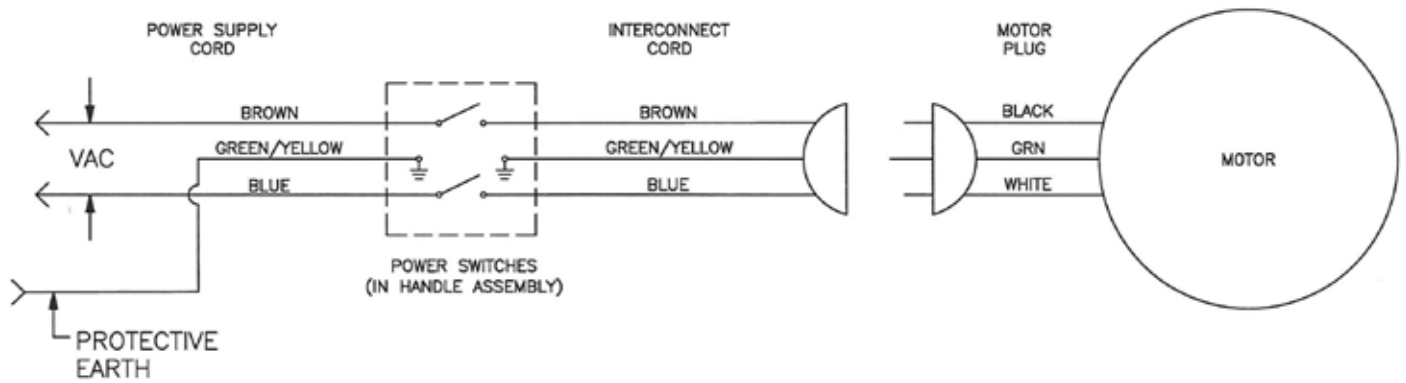 POWER SUPPLY
CORD
INTERCONNECT
CORD
MOTOR
PLUG
BROWN
BROWN
BLACK
VAC
GREEN/YELLOW
GREEN/YELLOW
GRN
MOTOR
BLUE
BLUE
WHITE
POWER SWITCHES
(IN HANDLE ASSEMBLY)
PROTECTIVE
EARTH